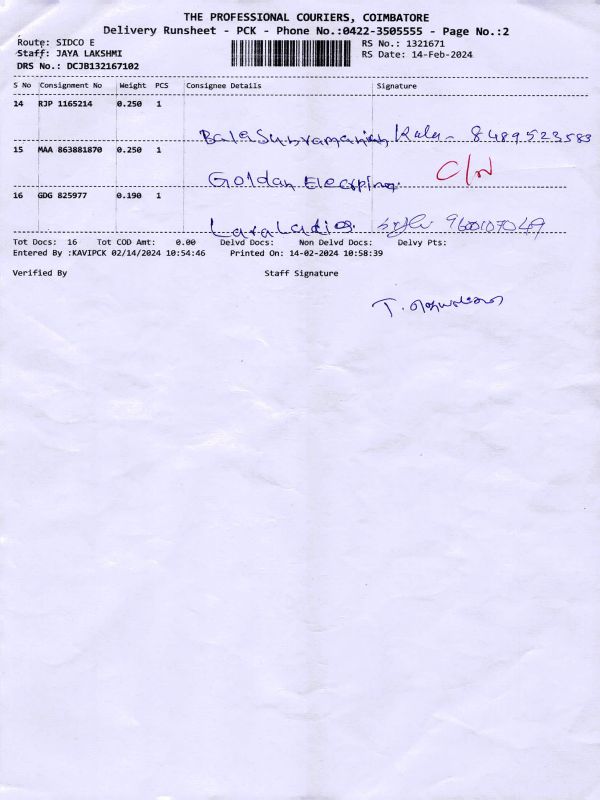 THE PROFESSIONAL COURIERS, COIMBATORE
Delivery Runsheet - PCK - Phone No.:0422-3505555 - Page No.:2
Route: SIDCO E RS No.: 1321671
Staff: JAYA LAKSHMI RS Date: 14-Feb-2024
DRS No.: DCJB132167102
S No Consignment No Weight PCS Consignee Details Signature
14 RJP 1165214 0.250 1
Balasubramanian Kala - 8489523583
15 MAA 863881870 0.250 1
Goldan C/N
16 GDG 825977 0.190 1
Lara Ladies 9600107049
Tot Docs: 16 Tot COD Amt: 0.00 Delvd Docs: Non Delvd Docs: Delvy Pts:
Entered By :KAVIPCK 02/14/2024 10:54:46 Printed On: 14-02-2024 10:58:39
Verified By Staff Signature
T.